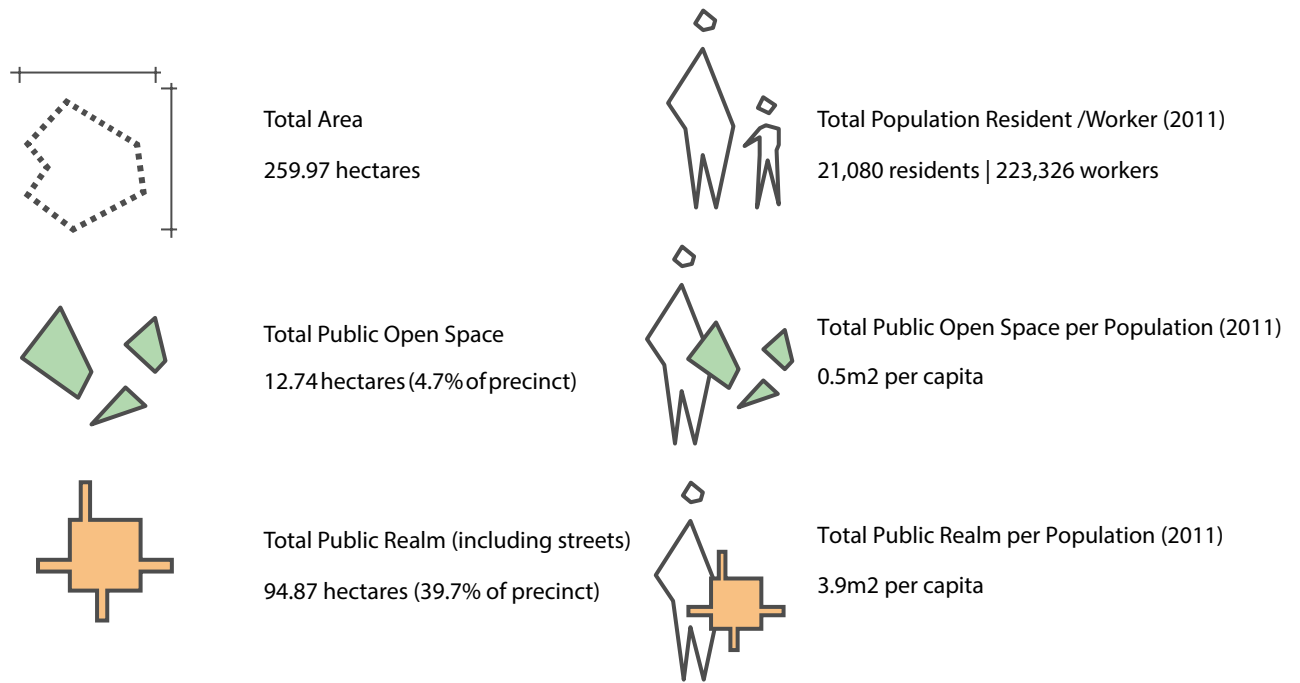 Total Area
259.97 hectares
Total Population Resident /Worker (2011)
21,080 residents | 223,326 workers
Total Public Open Space
12.74 hectares (4.7% of precinct)
Total Public Open Space per Population (2011)
0.5m2 per capita
Total Public Realm (including streets)
94.87 hectares (39.7% of precinct)
Total Public Realm per Population (2011)
3.9m2 per capita